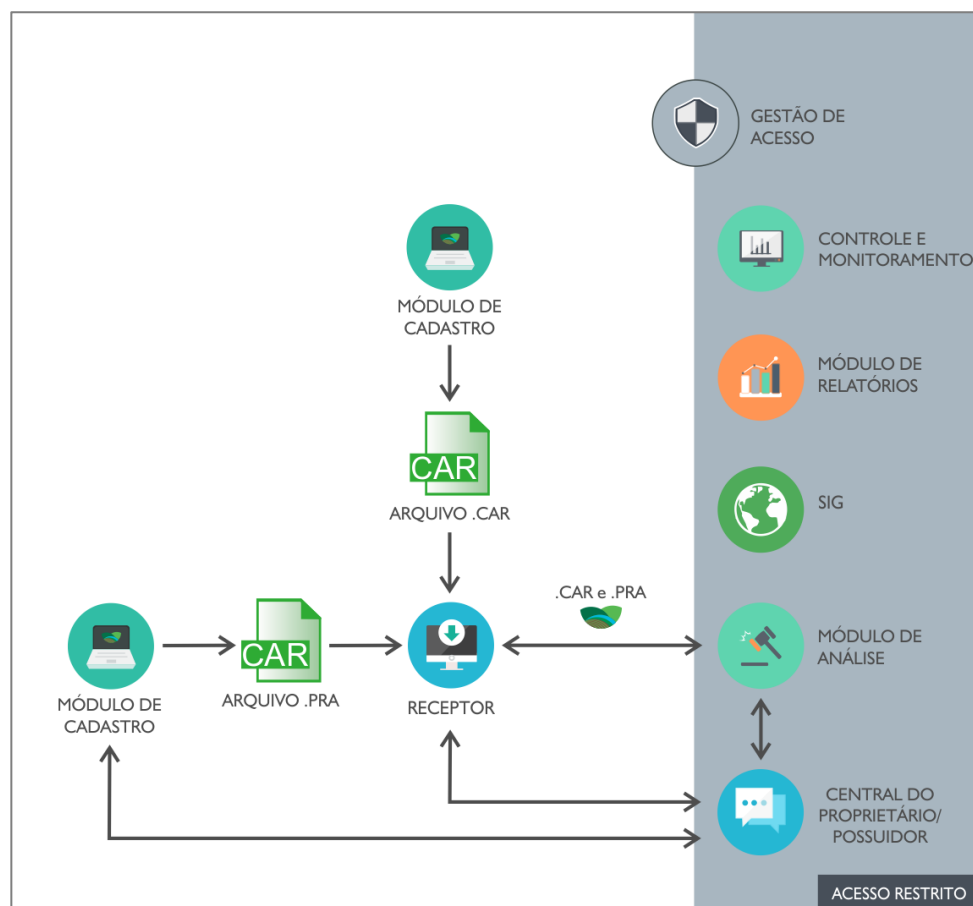 GESTÃO DE
ACESSO
CONTROLE E
MONITORAMENTO
MÓDULO DE
CADASTRO
MÓDULO DE
RELATÓRIOS
CAR
ARQUIVO .CAR
SIG
.CAR e .PRA
MÓDULO DE
CADASTRO
CAR
ARQUIVO .PRA
RECEPTOR
MÓDULO DE
ANÁLISE
CENTRAL DO
PROPRIETÁRIO/
POSSUIDOR
ACESSO RESTRITO